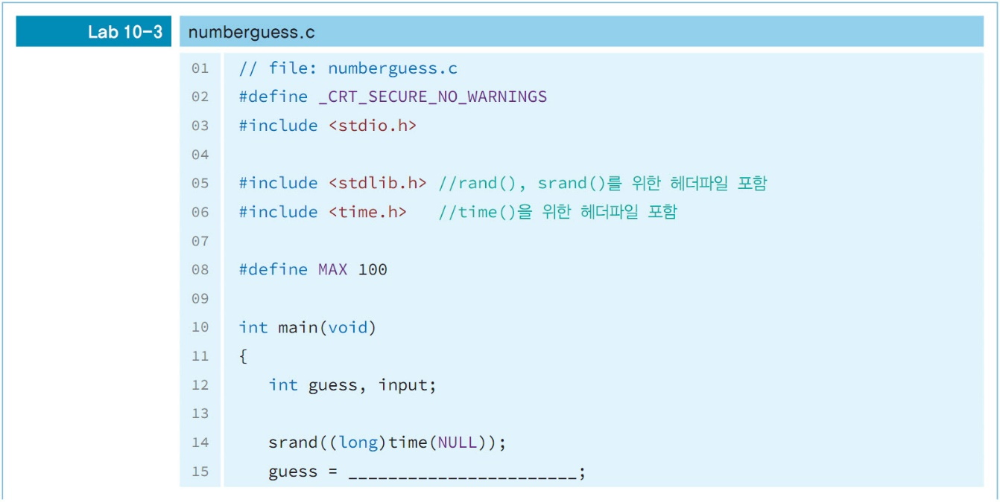 Lab 10-3 numberguess.c
01 // file: numberguess.c
02 #define _CRT_SECURE_NO_WARNINGS
03 #include <stdio.h>
04
05 #include <stdlib.h> //rand(), srand()를 위한 헤더파일 포함
06 #include <time.h> //time()을 위한 헤더파일 포함
07
08 #define MAX 100
09
10 int main(void)
11 {
12 int guess, input;
13
14 srand((long)time(NULL));
15 guess = _______________________;